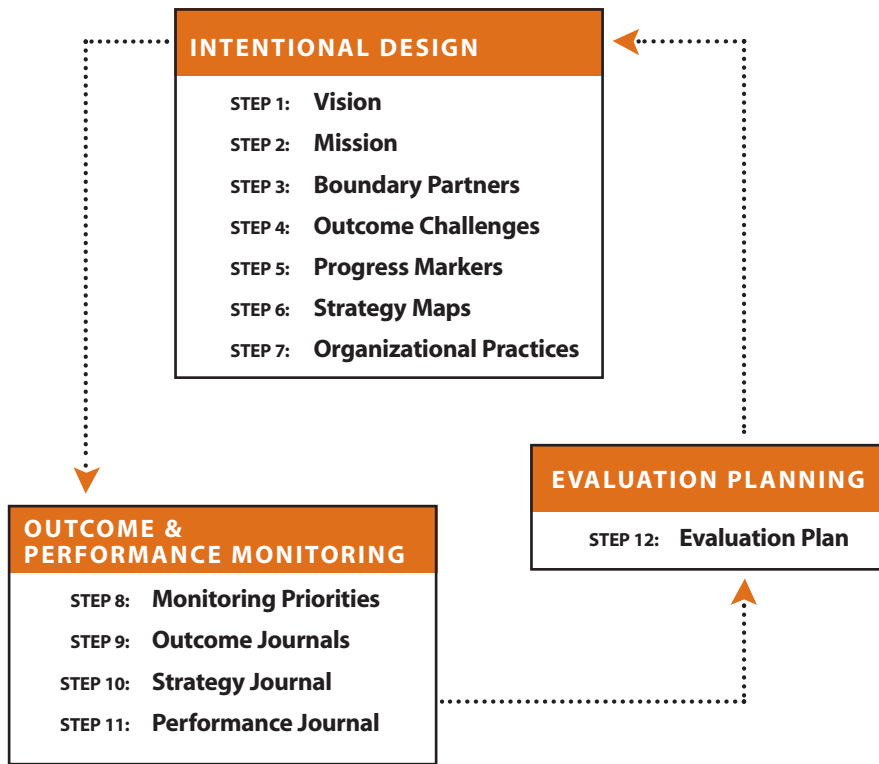 INTENTIONAL DESIGN
STEP 1: Vision
STEP 2: Mission
STEP 3: Boundary Partners
STEP 4: Outcome Challenges
STEP 5: Progress Markers
STEP 6: Strategy Maps
STEP 7: Organizational Practices
OUTCOME &
PERFORMANCE MONITORING
STEP 8: Monitoring Priorities
STEP 9: Outcome Journals
STEP 10: Strategy Journal
STEP 11: Performance Journal
EVALUATION PLANNING
STEP 12: Evaluation Plan